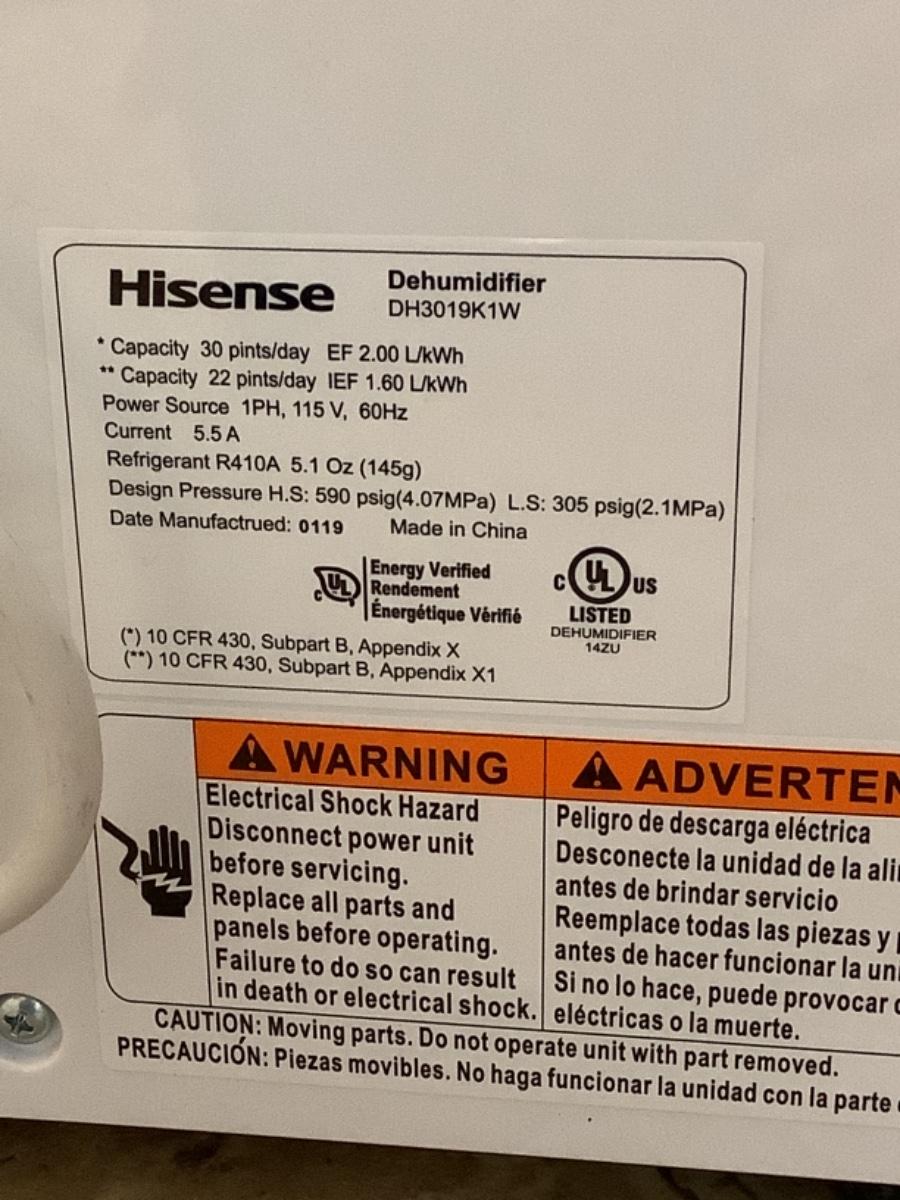 Hisense
Dehumidifier
DH3019K1W
* Capacity 30 pints/day EF 2.00 L/kWh
** Capacity 22 pints/day IEF 1.60 L/kWh
Power Source 1PH, 115 V, 60Hz
Current 5.5 A
Refrigerant R410A 5.1 Oz (145g)
Design Pressure H.S: 590 psig(4.07MPa) L.S: 305 psig(2.1MPa)
Date Manufactrued: 0119 Made in China
C UL
Energy Verified
Rendement
Énergétique Vérifié
C UL US
LISTED
DEHUMIDIFIER
14ZU
(*) 10 CFR 430, Subpart B, Appendix X
(**) 10 CFR 430, Subpart B, Appendix X1
WARNING
Electrical Shock Hazard
Disconnect power unit
before servicing.
Replace all parts and
panels before operating.
Failure to do so can result
in death or electrical shock.
ADVERTEN
Peligro de descarga eléctrica
Desconecte la unidad de la ali
antes de brindar servicio
Reemplace todas las piezas y
antes de hacer funcionar la uni
Si no lo hace, puede provocar
eléctricas o la muerte.
CAUTION: Moving parts. Do not operate unit with part removed.
PRECAUCIÓN: Piezas movibles. No haga funcionar la unidad con la parte